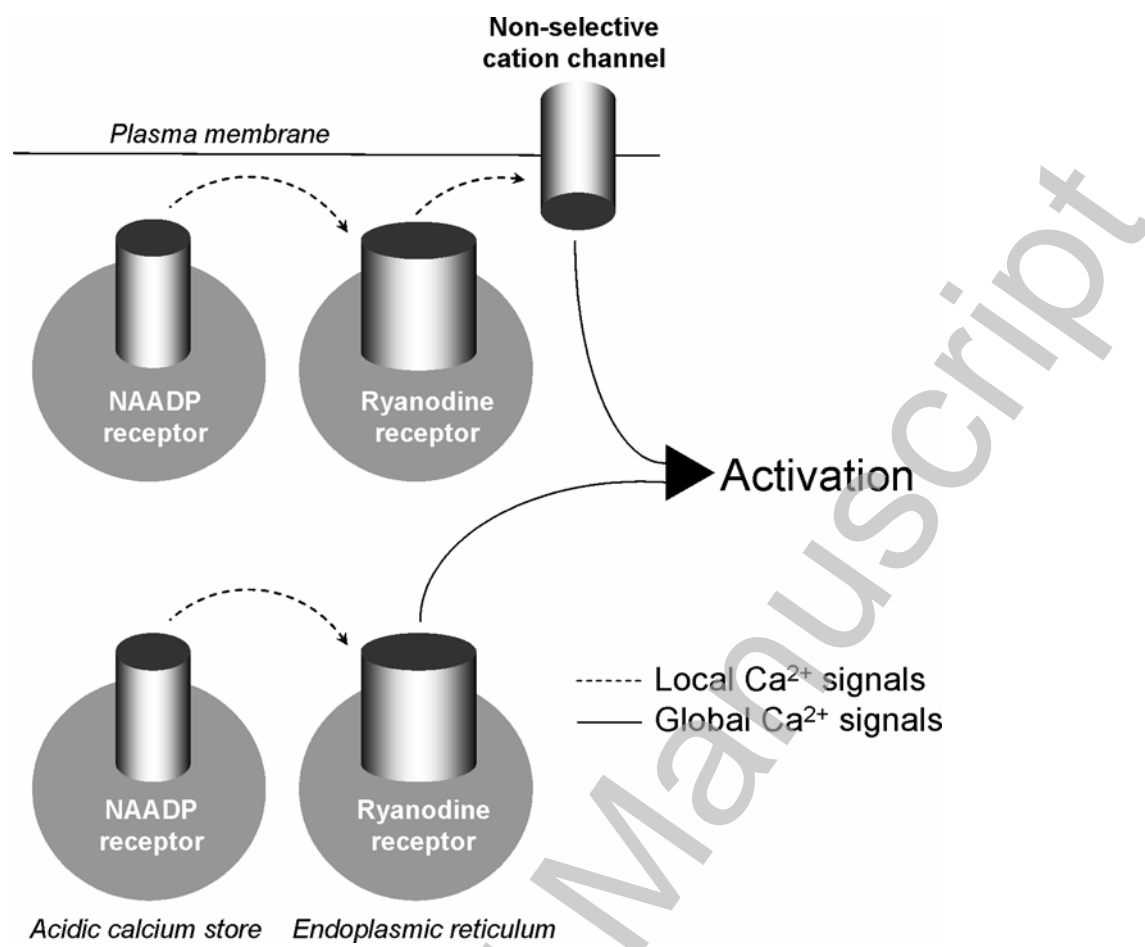 Non-selective
cation channel
Plasma membrane
NAADP
receptor
Ryanodine
receptor
Activation
Local Ca²⁺ signals
Global Ca²⁺ signals
NAADP
receptor
Ryanodine
receptor
Acidic calcium store
Endoplasmic reticulum
Manuscript